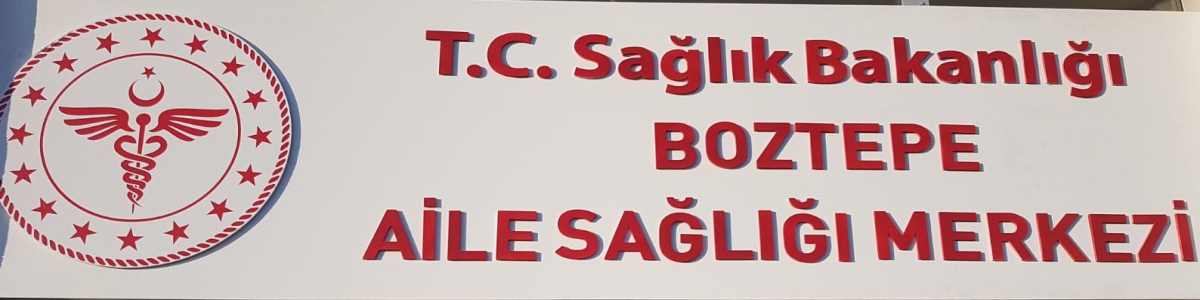 T.C. Sağlık Bakanlığı
BOZTEPE
AİLE SAĞLIĞI MERKEZİ